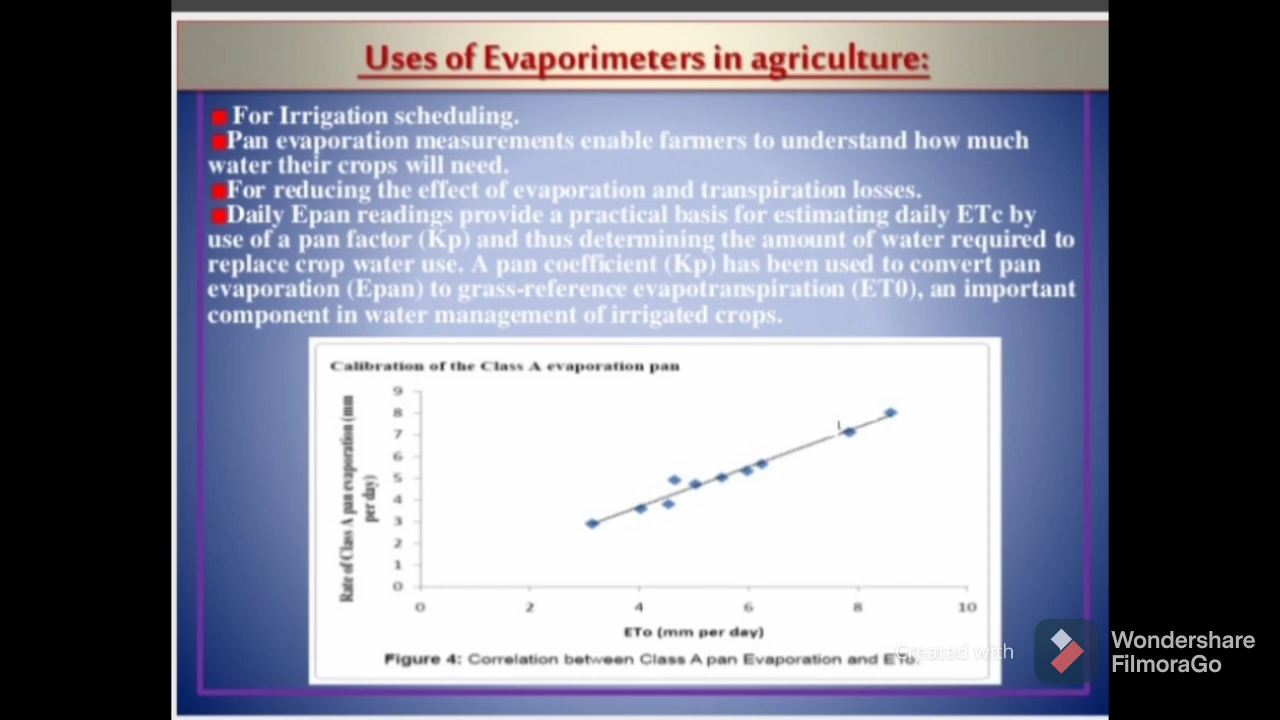 Uses of Evaporimeters in agriculture:
For Irrigation scheduling.
Pan evaporation measurements enable farmers to understand how much
water their crops will need.
For reducing the effect of evaporation and transpiration losses.
Daily Epan readings provide a practical basis for estimating daily ETc by
use of a pan factor (Kp) and thus determining the amount of water required to
replace crop water use. A pan coefficient (Kp) has been used to convert pan
evaporation (Epan) to grass-reference evapotranspiration (ET0), an important
component in water management of irrigated crops.
Calibration of the Class A evaporation pan
Rate of Class A pan evaporation (mm
per day)
9
8
7
6
5
4
3
2
1
0
0 2 4 6 8 10
ETo (mm per day)
Figure 4: Correlation between Class A pan Evaporation and ETo.
Created with
Wondershare
FilmoraGo